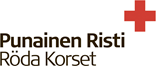 Punainen Risti
Röda Korset